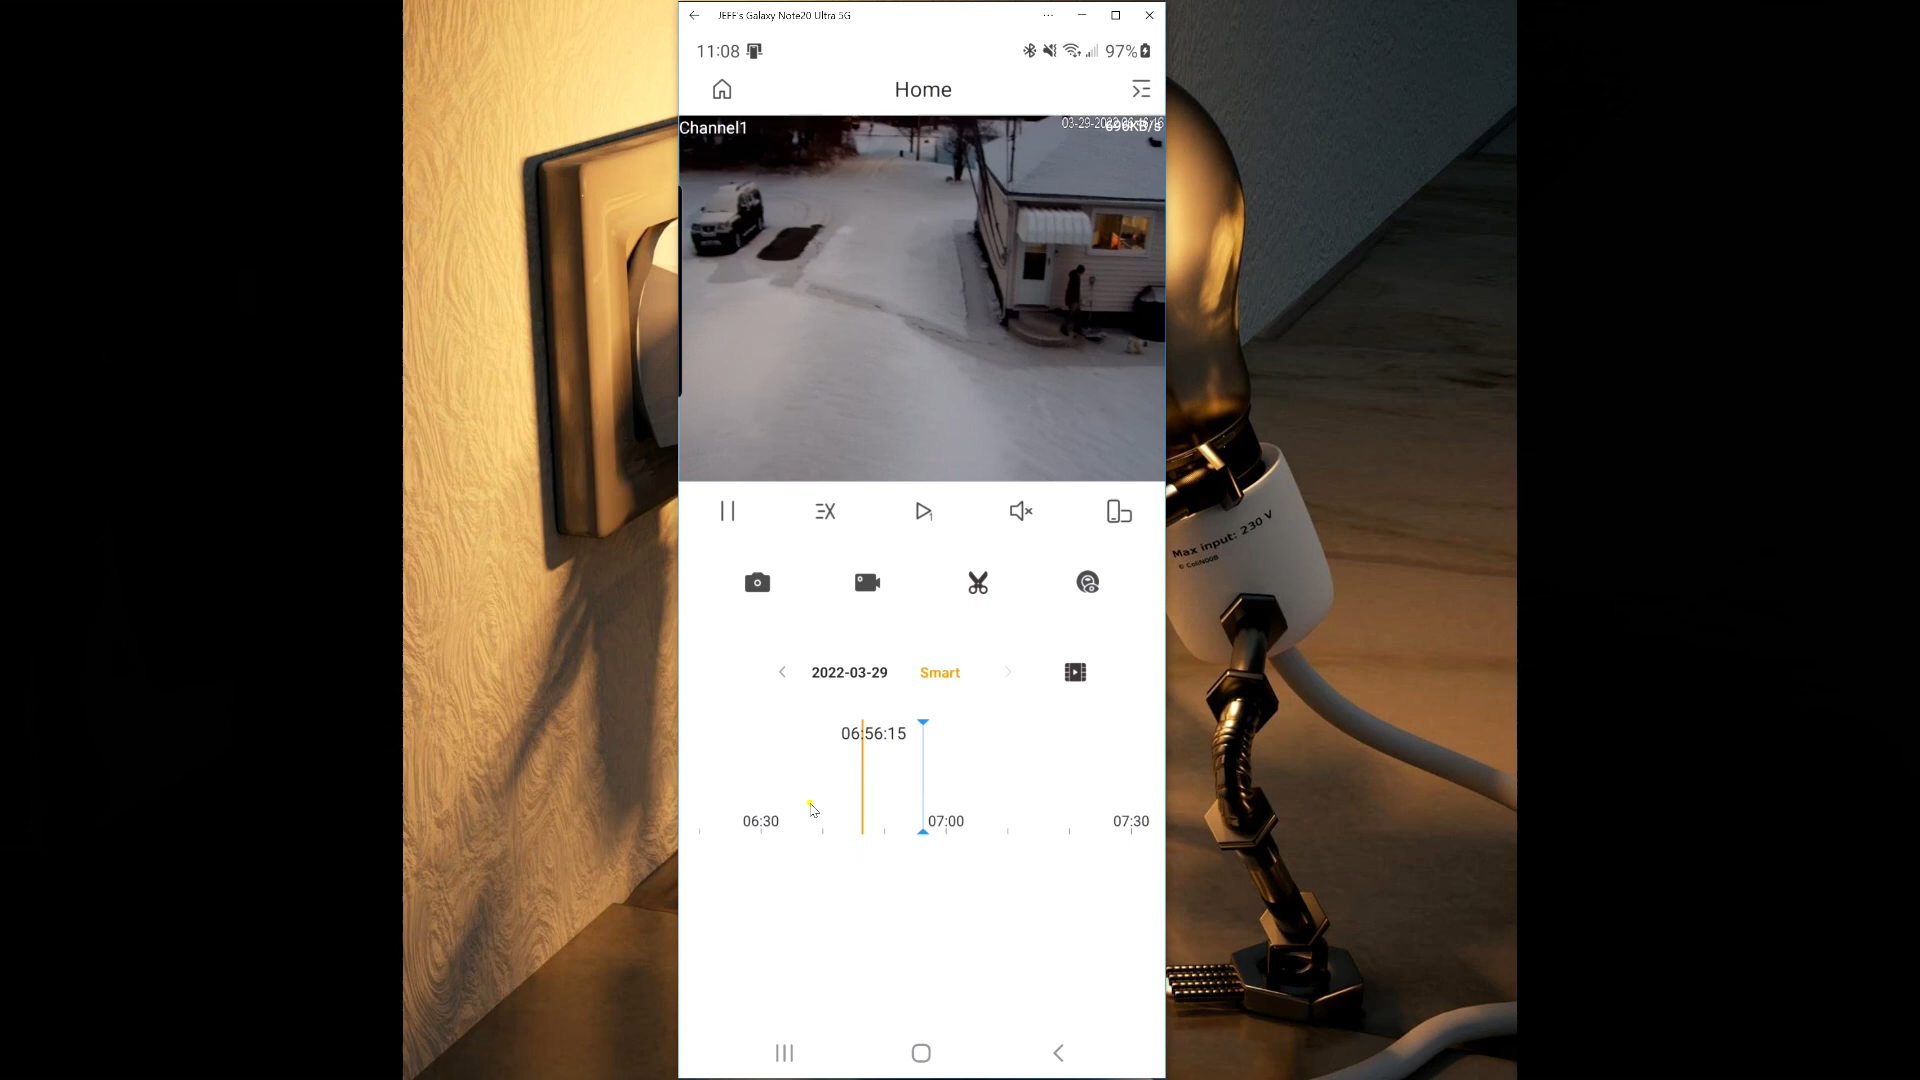 JEFF's Galaxy Note20 Ultra 5G
11:08
97%
Home
Channel1
2022-03-29 Smart
06:56:15
06:30 07:00 07:30
Max input: 230 V